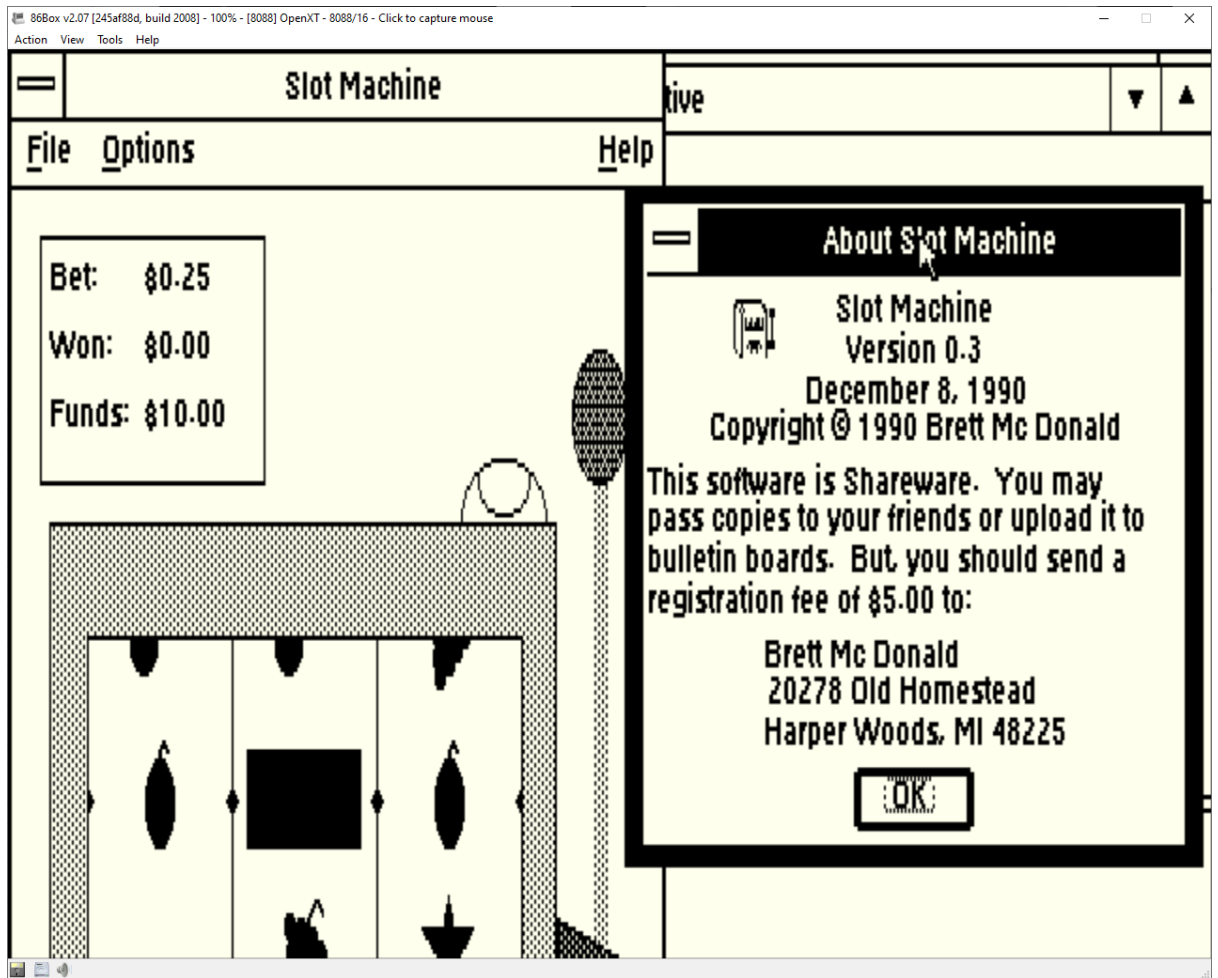 86Box v2.07 [245af88d, build 2008] - 100% - [8088] OpenXT - 8088/16 - Click to capture mouse
Action View Tools Help
Slot Machine
tive
File Options Help
Bet: $0.25
Won: $0.00
Funds: $10.00
About Slot Machine
Slot Machine
Version 0.3
December 8, 1990
Copyright © 1990 Brett Mc Donald
This software is Shareware. You may
pass copies to your friends or upload it to
bulletin boards. But, you should send a
registration fee of $5.00 to:
Brett Mc Donald
20278 Old Homestead
Harper Woods, MI 48225
OK